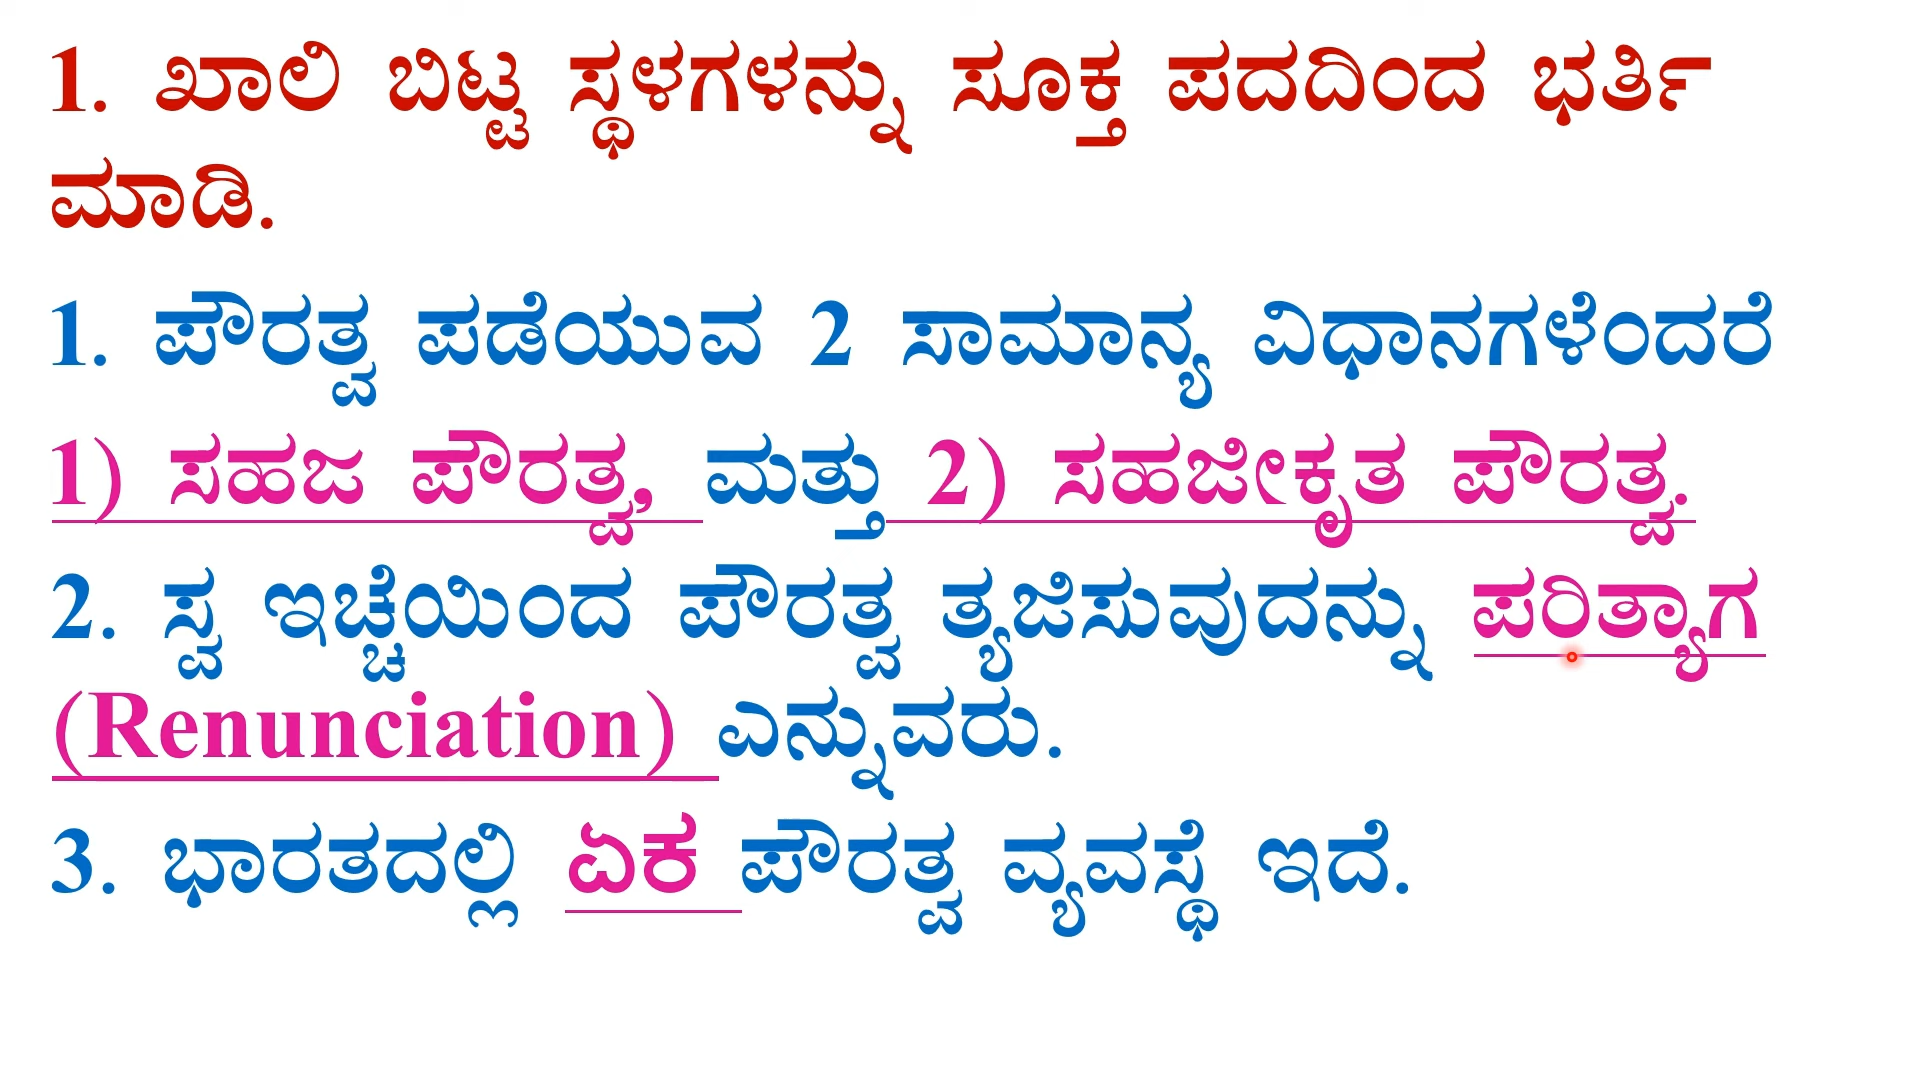 1. ಖಾಲಿ ಬಿಟ್ಟ ಸ್ಥಳಗಳನ್ನು ಸೂಕ್ತ ಪದದಿಂದ ಭರ್ತಿ
ಮಾಡಿ.
1. ಪೌರತ್ವ ಪಡೆಯುವ 2 ಸಾಮಾನ್ಯ ವಿಧಾನಗಳೆಂದರೆ
1) ಸಹಜ ಪೌರತ್ವ, ಮತ್ತು 2) ಸಹಜೀಕೃತ ಪೌರತ್ವ.
2. ಸ್ವ ಇಚ್ಚೆಯಿಂದ ಪೌರತ್ವ ತ್ಯಜಿಸುವುದನ್ನು ಪರಿತ್ಯಾಗ
(Renunciation) ಎನ್ನುವರು.
3. ಭಾರತದಲ್ಲಿ ಏಕ ಪೌರತ್ವ ವ್ಯವಸ್ಥೆ ಇದೆ.